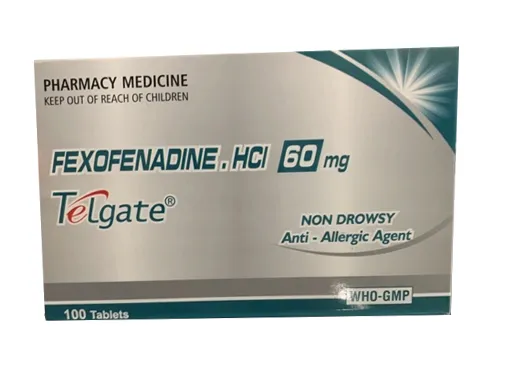 PHARMACY MEDICINE
KEEP OUT OF REACH OF CHILDREN
FEXOFENADINE . HCl 60 mg
Telgate®
NON DROWSY
Anti - Allergic Agent
WHO-GMP
100 Tablets